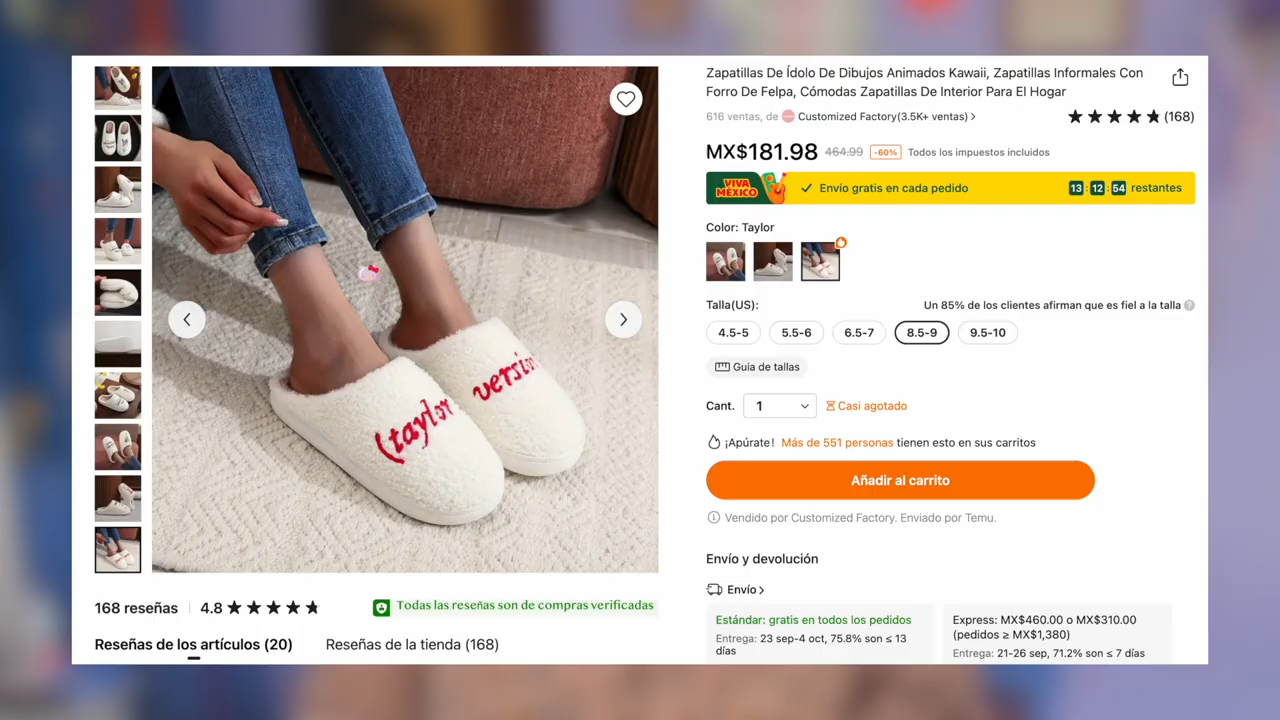 Zapatillas De Ídolo De Dibujos Animados Kawaii, Zapatillas Informales Con
Forro De Felpa, Cómodas Zapatillas De Interior Para El Hogar
616 ventas, de Customized Factory(3.5K+ ventas) >
(168)
MX$181.98 464.99 -60% Todos los impuestos incluidos
VIVA
MÉXICO
Envío gratis en cada pedido 13 : 12 : 54 restantes
Color: Taylor
Talla(US): Un 85% de los clientes afirman que es fiel a la talla ?
4.5-5 5.5-6 6.5-7 8.5-9 9.5-10
Guia de tallas
Cant. 1 Casi agotado
¡Apúrate! Más de 551 personas tienen esto en sus carritos
Añadir al carrito
Vendido por Customized Factory. Enviado por Temu.
Envío y devolución
Envío >
Estándar: gratis en todos los pedidos
Entrega: 23 sep-4 oct, 75.8% son ≤ 13
días
Express: MX$460.00 o MX$310.00
(pedidos ≥ MX$1,380)
Entrega: 21-26 sep, 71.2% son ≤ 7 días
(taylor
168 reseñas 4.8
Todas las reseñas son de compras verificadas
Reseñas de los artículos (20) Reseñas de la tienda (168)